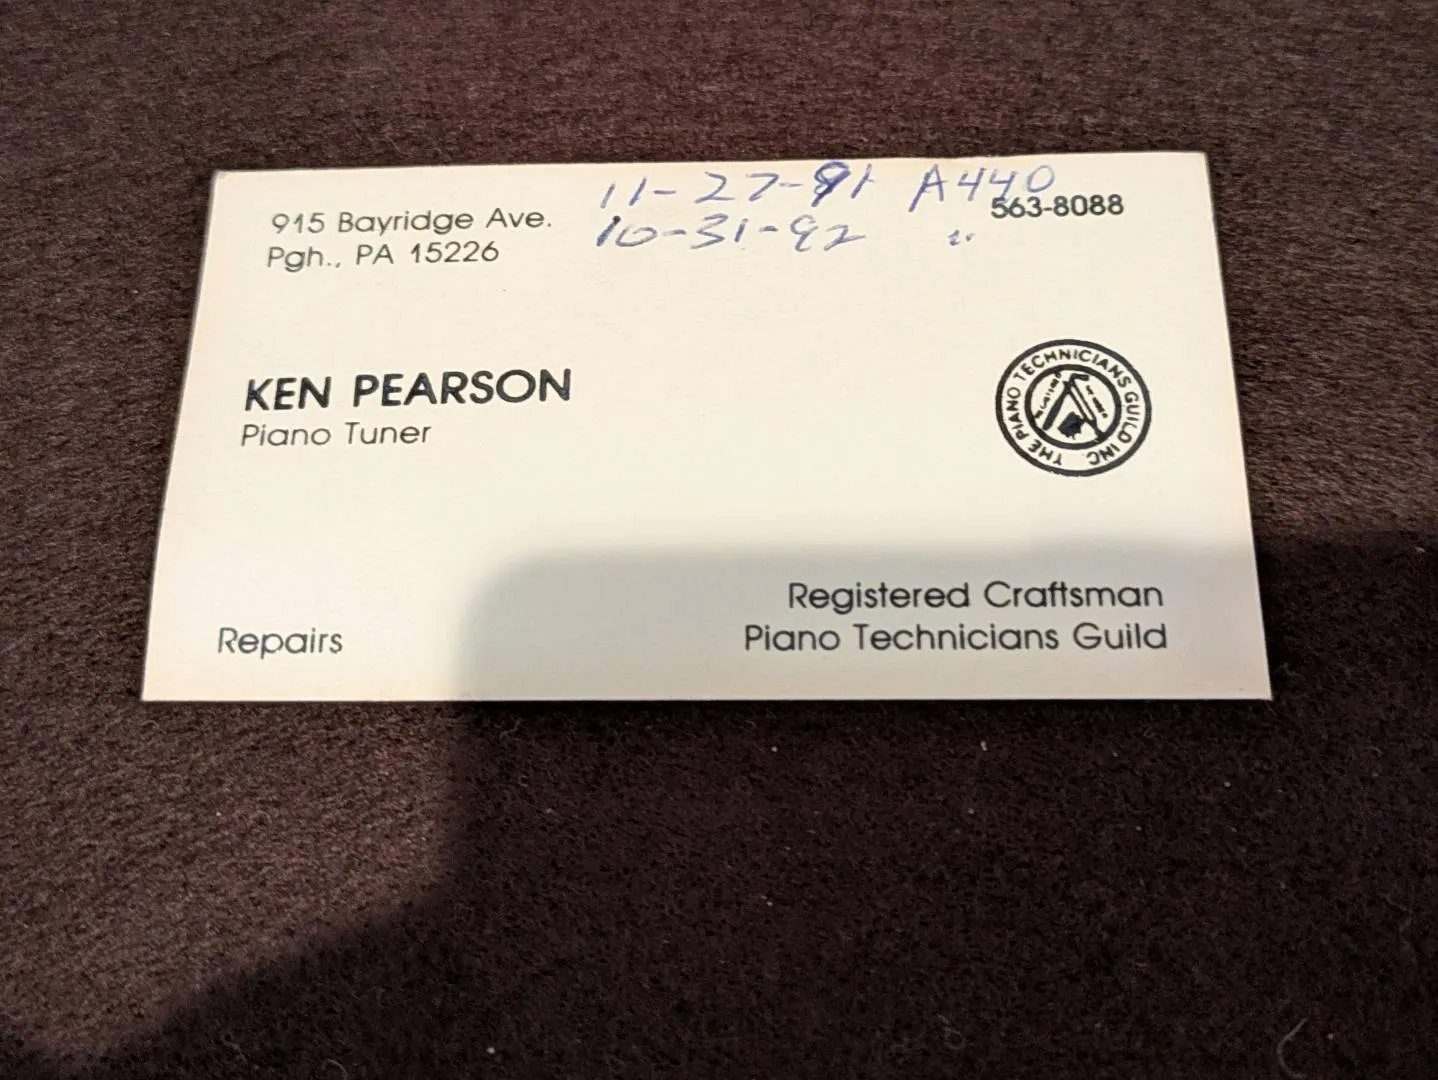 11-27-91 A440
915 Bayridge Ave.
563-8088
10-31-92 "
Pgh., PA 15226
KEN PEARSON
Piano Tuner
THE PIANO TECHNICIANS GUILD INC.
Registered Craftsman
Repairs
Piano Technicians Guild